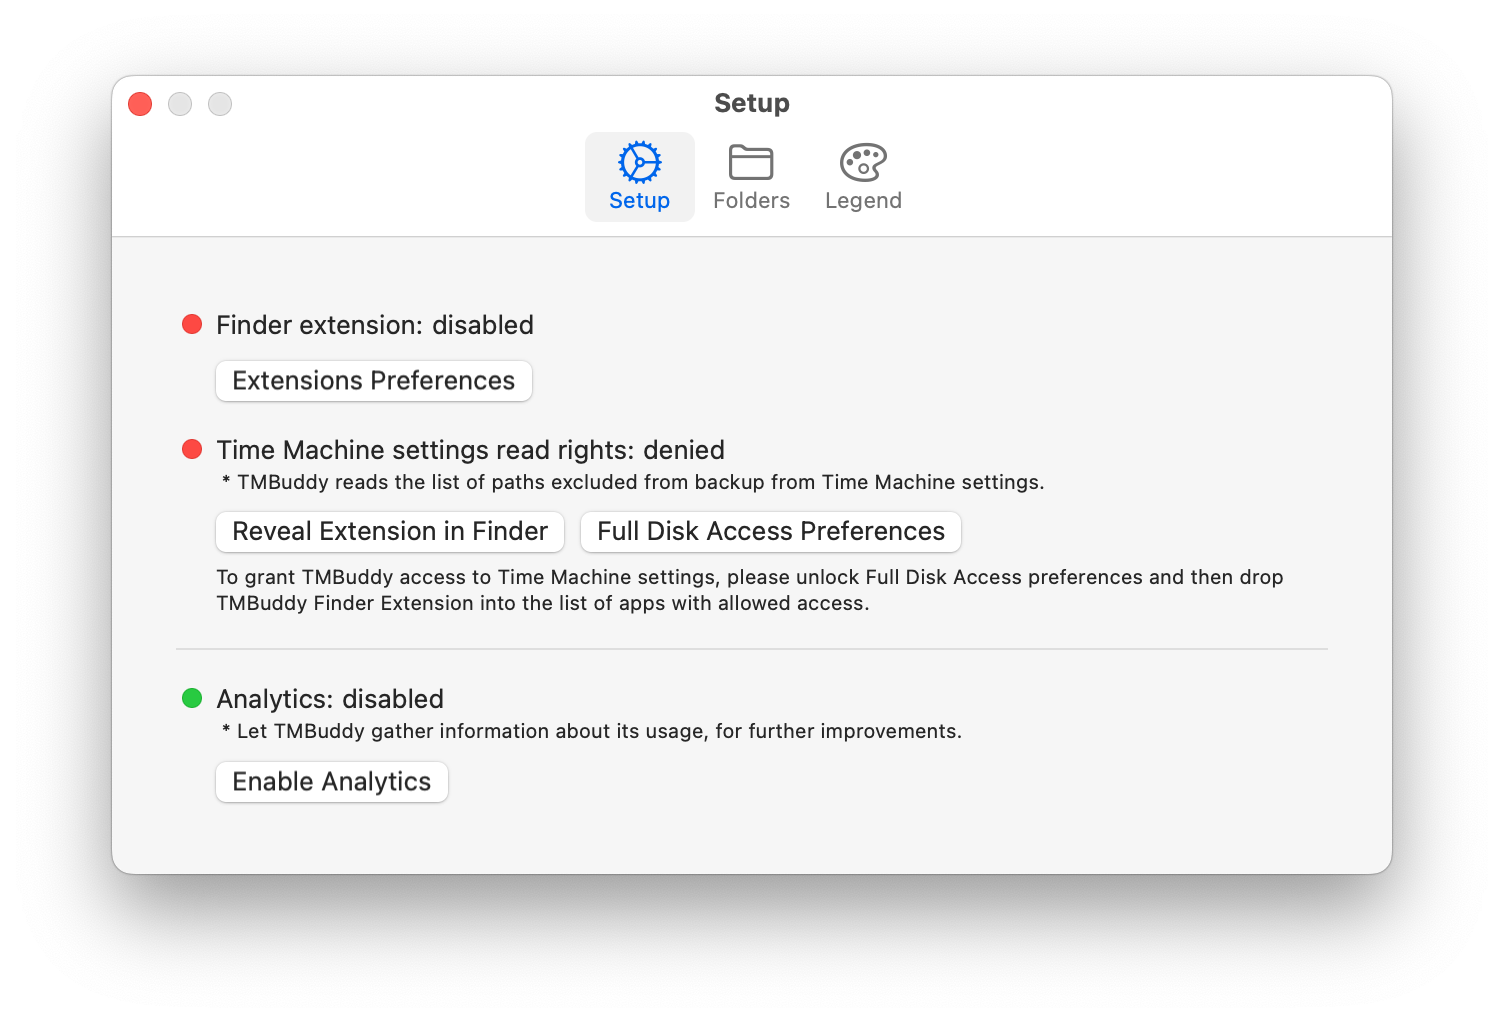 Setup
Setup
Folders
Legend
Finder extension: disabled
Extensions Preferences
Time Machine settings read rights: denied
* TMBuddy reads the list of paths excluded from backup from Time Machine settings.
Reveal Extension in Finder
Full Disk Access Preferences
To grant TMBuddy access to Time Machine settings, please unlock Full Disk Access preferences and then drop
TMBuddy Finder Extension into the list of apps with allowed access.
Analytics: disabled
* Let TMBuddy gather information about its usage, for further improvements.
Enable Analytics